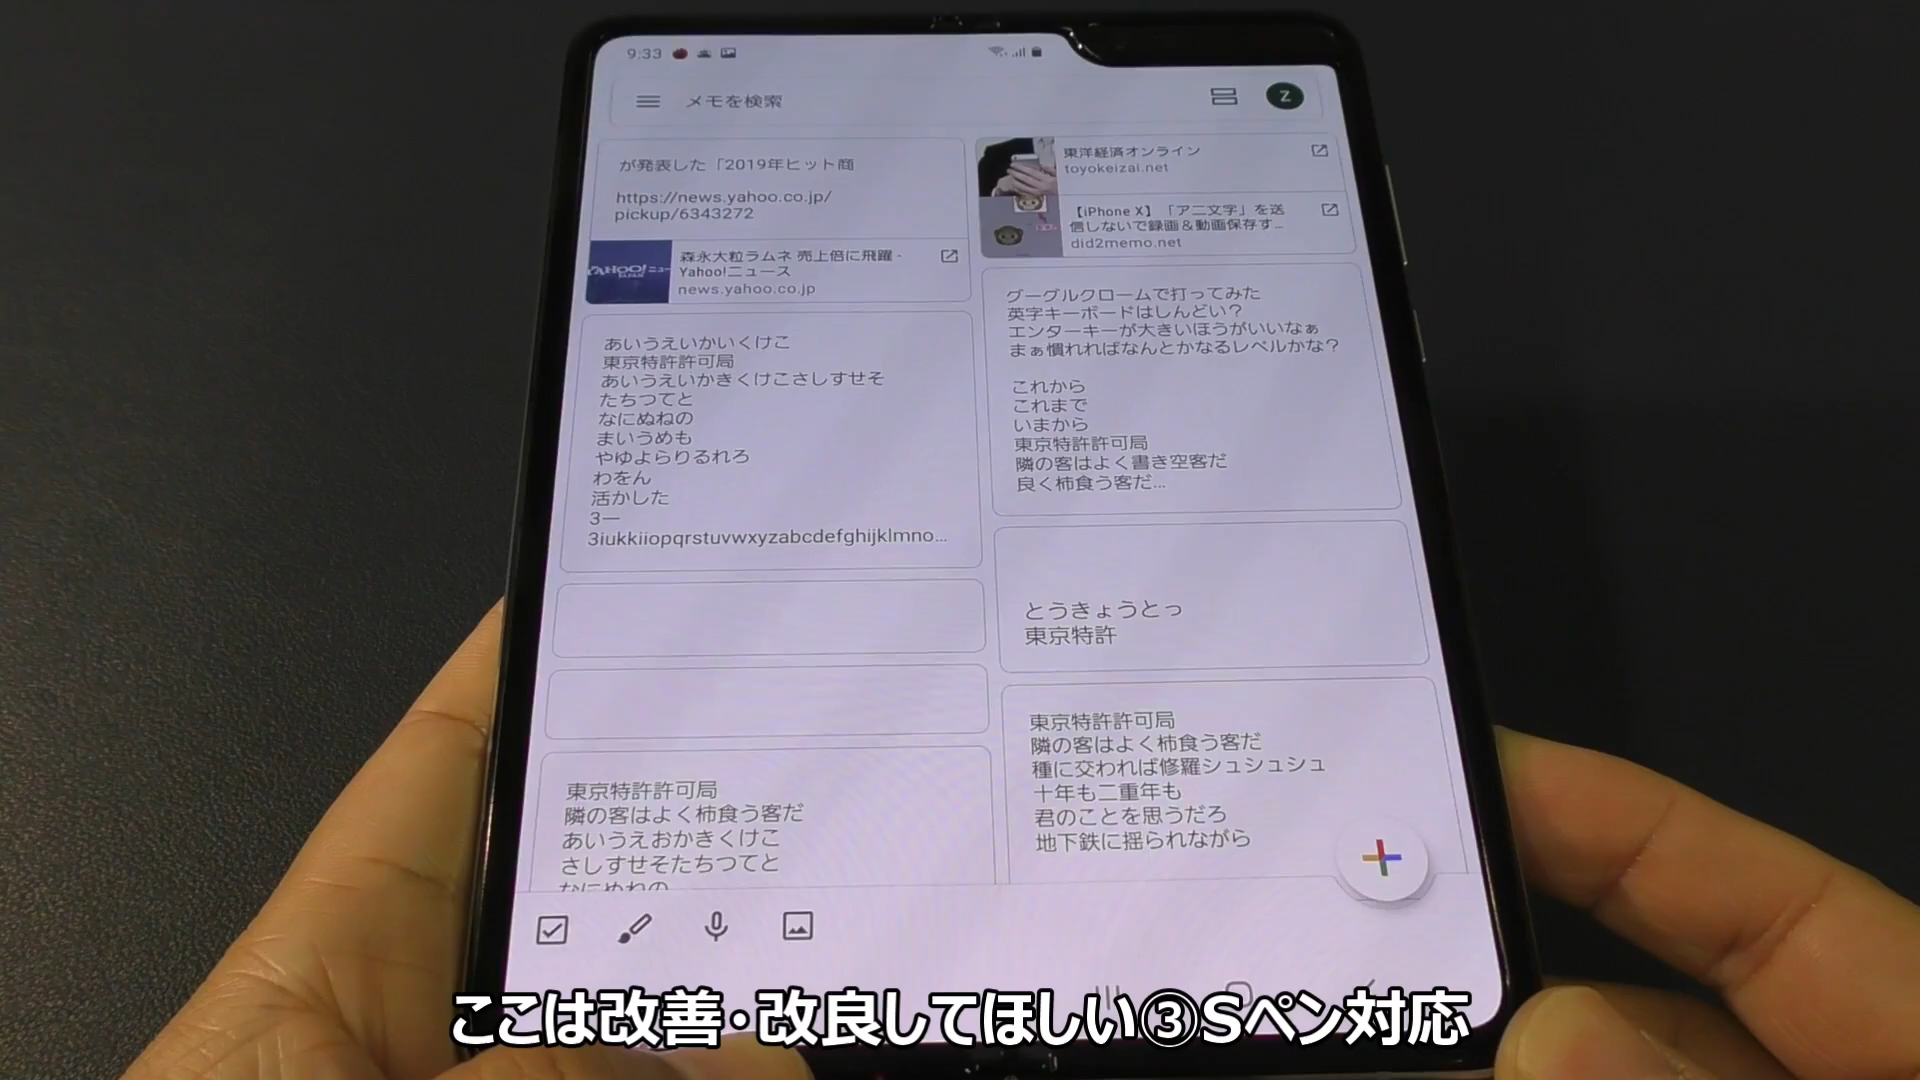 9:33
メモを検索
Z
が発表した「2019年ヒット商
https://news.yahoo.co.jp/
pickup/6343272
YAHOO!ニュー
JAPAN
森永大粒ラムネ 売上倍に飛躍 -
Yahoo!ニュース
news.yahoo.co.jp
あいうえいかいくけこ
東京特許許可局
あいうえいかきくけこさしすせそ
たちつてと
なにぬねの
まいうめも
やゆよらりるれろ
わをん
活かした
3ー
3iukkiiopqrstuvwxyzabcdefghijklmno...
東京特許許可局
隣の客はよく柿食う客だ
あいうえおかきくけこ
さしすせそたちつてと
なにぬねの
東洋経済オンライン
toyokeizai.net
【iPhone X】「アニ文字」を送
信しないで録画＆動画保存す...
did2memo.net
グーグルクロームで打ってみた
英字キーボードはしんどい？
エンターキーが大きいほうがいいなぁ
まぁ慣れればなんとかなるレベルかな？
これから
これまで
いまから
東京特許許可局
隣の客はよく書き空客だ
良く柿食う客だ...
とうきょうとっ
東京特許
東京特許許可局
隣の客はよく柿食う客だ
種に交われば修羅シュシュシュ
十年も二重年も
君のことを思うだろ
地下鉄に揺られながら
ここは改善・改良してほしい③Sペン対応